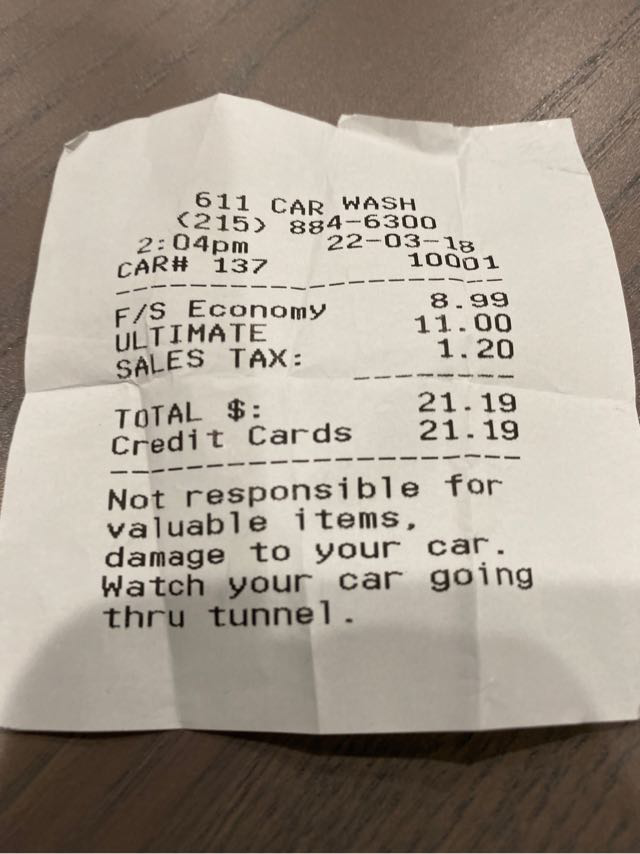 611 CAR WASH
(215) 884-6300
2:04pm 22-03-18
CAR# 137 10001
F/S Economy 8.99
ULTIMATE 11.00
SALES TAX: 1.20
TOTAL $: 21.19
Credit Cards 21.19
Not responsible for
valuable items,
damage to your car.
Watch your car going
thru tunnel.